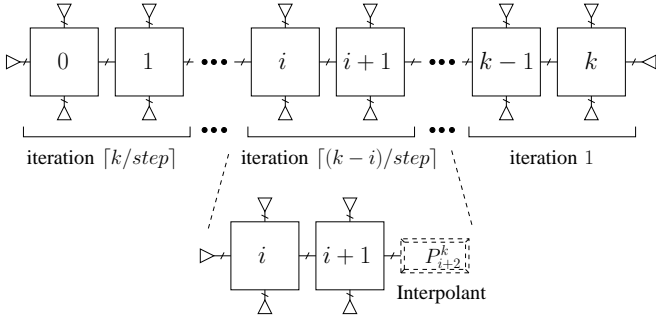 0 1 ••• i i + 1 ••• k − 1 k
••• •••
iteration ⌈k/step⌉ iteration ⌈(k − i)/step⌉ iteration 1
i i + 1 P^k_{i+2}
Interpolant